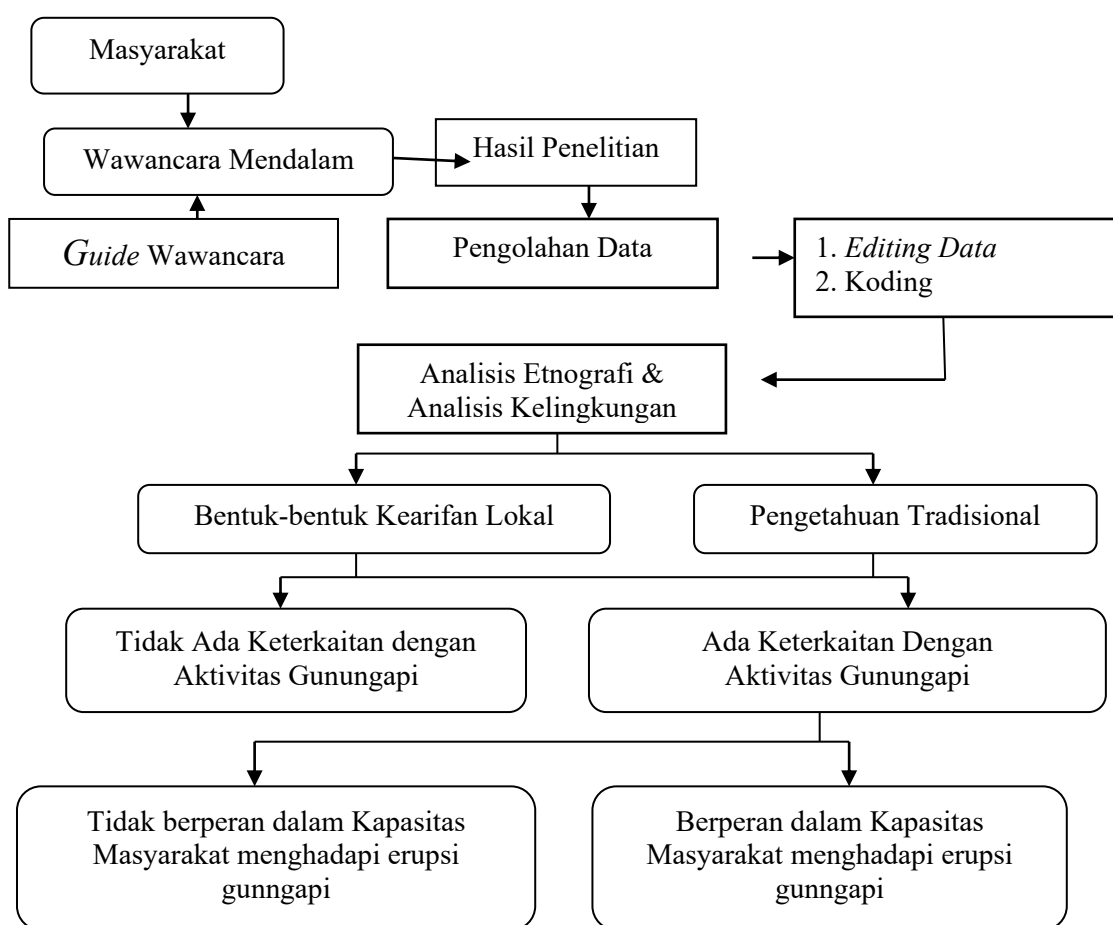 Masyarakat
Wawancara Mendalam
Hasil Penelitian
Guide Wawancara
Pengolahan Data
1. Editing Data
2. Koding
Analisis Etnografi &
Analisis Kelingkungan
Bentuk-bentuk Kearifan Lokal
Pengetahuan Tradisional
Tidak Ada Keterkaitan dengan
Aktivitas Gunungapi
Ada Keterkaitan Dengan
Aktivitas Gunungapi
Tidak berperan dalam Kapasitas
Masyarakat menghadapi erupsi
gunngapi
Berperan dalam Kapasitas
Masyarakat menghadapi erupsi
gunngapi